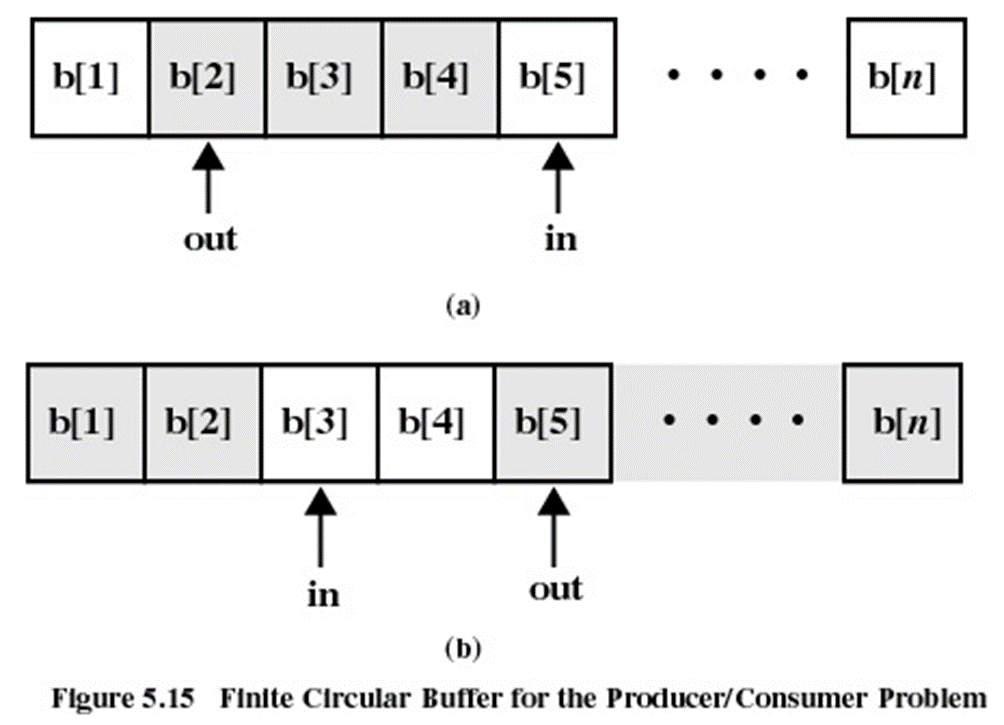 b[1] b[2] b[3] b[4] b[5] • • • • b[n]
out in
(a)
b[1] b[2] b[3] b[4] b[5] • • • • b[n]
in out
(b)
Figure 5.15 Finite Circular Buffer for the Producer/Consumer Problem